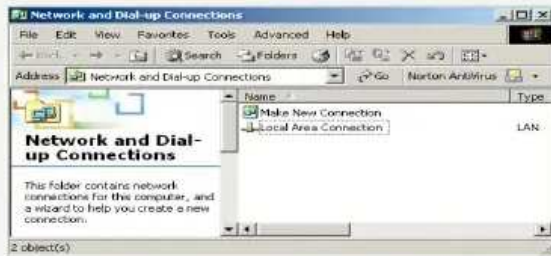 Network and Dial-up Connections
File Edit View Favorites Tools Advanced Help
Search Folders
Address Network and Dial-up Connections Go Norton AntiVirus
Name Type
Make New Connection
Local Area Connection LAN
Network and Dial-
up Connections
This folder contains network
connections for this computer, and
a wizard to help you create a new
connection.
2 object(s)